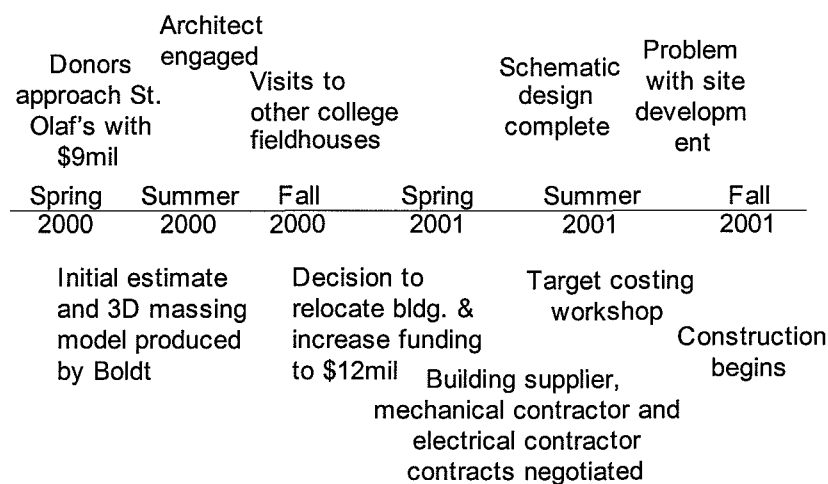 Donors
approach St.
Olaf's with
$9mil
Architect
engaged
Visits to
other college
fieldhouses
Schematic
design
complete
Problem
with site
developm
ent
Spring Summer Fall Spring Summer Fall
2000 2000 2000 2001 2001 2001
Initial estimate
and 3D massing
model produced
by Boldt
Decision to
relocate bldg. &
increase funding
to $12mil
Target costing
workshop
Construction
begins
Building supplier,
mechanical contractor and
electrical contractor
contracts negotiated